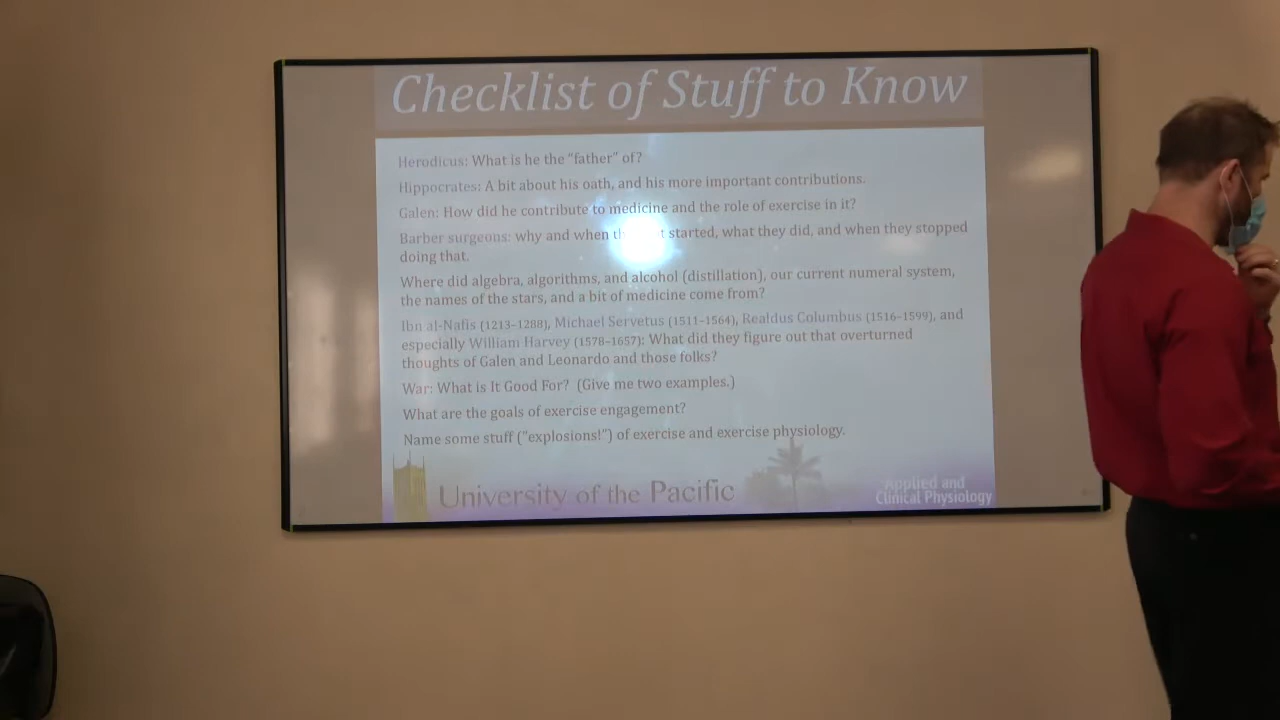 Checklist of Stuff to Know
Herodicus: What is he the “father” of?
Hippocrates: A bit about his oath, and his more important contributions.
Galen: How did he contribute to medicine and the role of exercise in it?
Barber surgeons: why and when started, what they did, and when they stopped
doing that.
Where did algebra, algorithms, and alcohol (distillation), our current numeral system,
the names of the stars, and a bit of medicine come from?
Ibn al-Nafis (1213–1288), Michael Servetus (1511–1564), Realdus Columbus (1516–1599), and
especially William Harvey (1578–1657): What did they figure out that overturned
thoughts of Galen and Leonardo and those folks?
War: What is It Good For? (Give me two examples.)
What are the goals of exercise engagement?
Name some stuff (“explosions!”) of exercise and exercise physiology.
University of the Pacific
Applied and
Clinical Physiology